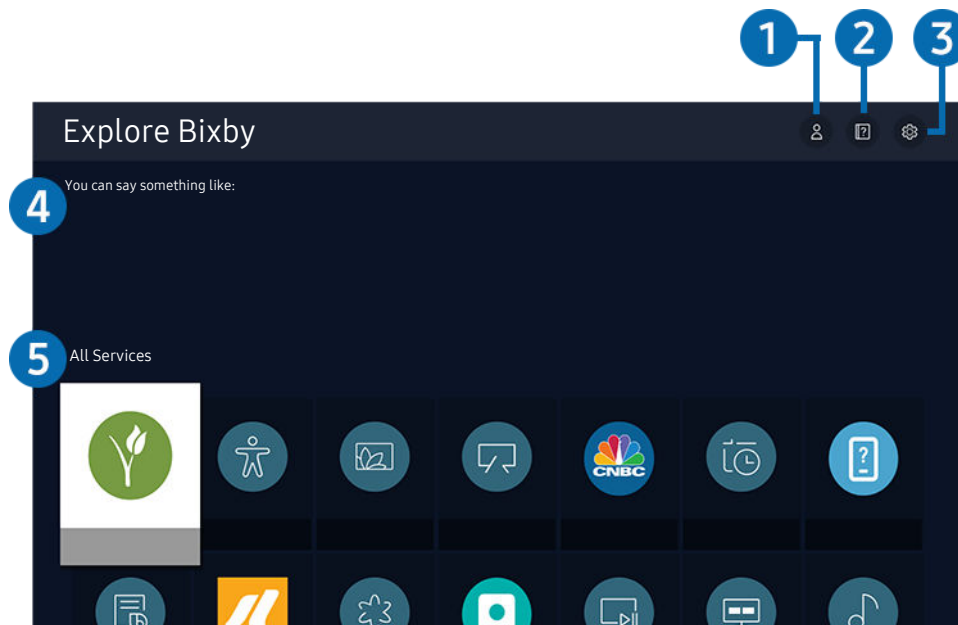 1 2 3
Explore Bixby
4
You can say something like:
5
All Services
CNBC
?